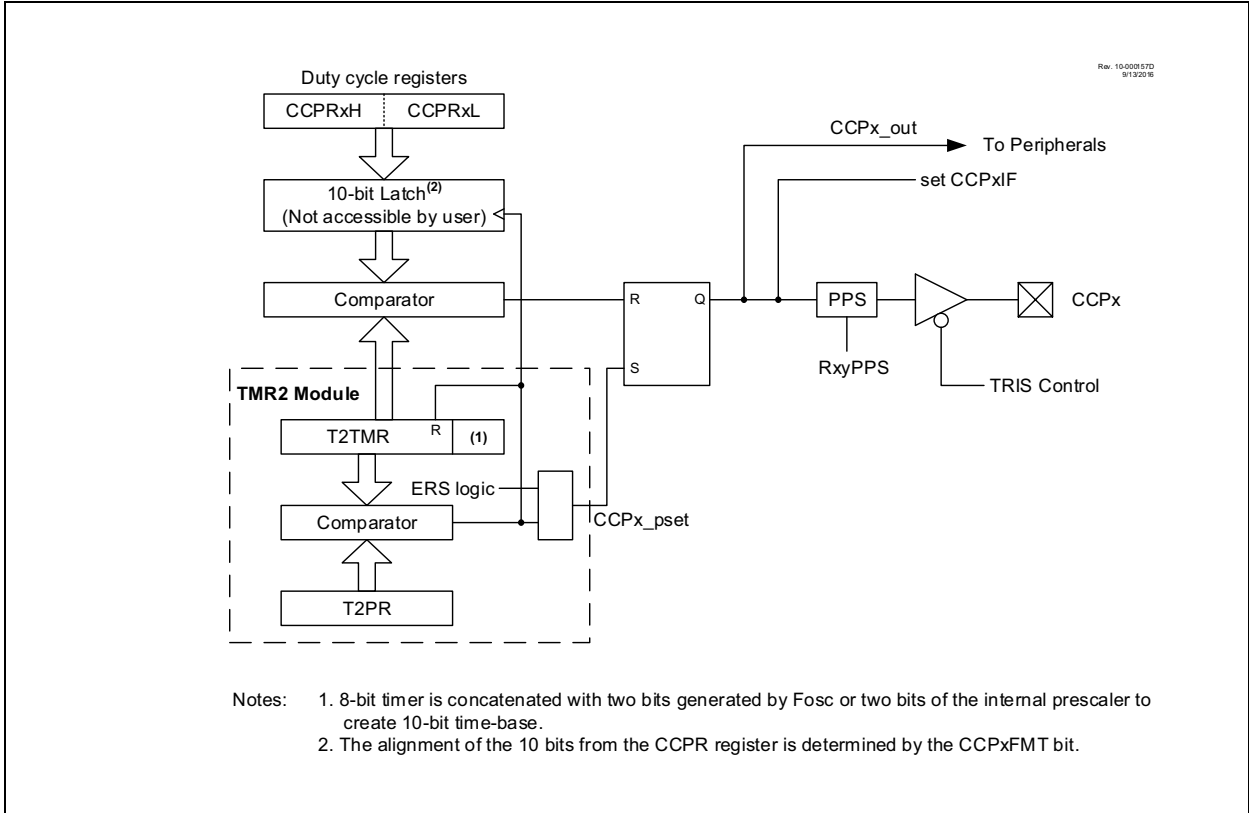 Rev. 10-000157D
9/13/2016
Duty cycle registers
CCPRxH CCPRxL
CCPx_out
To Peripherals
set CCPxIF
10-bit Latch(2)
(Not accessible by user)
Comparator
R Q
PPS
CCPx
S
RxyPPS
TRIS Control
TMR2 Module
T2TMR R (1)
ERS logic
Comparator
CCPx_pset
T2PR
Notes: 1. 8-bit timer is concatenated with two bits generated by Fosc or two bits of the internal prescaler to
create 10-bit time-base.
2. The alignment of the 10 bits from the CCPR register is determined by the CCPxFMT bit.